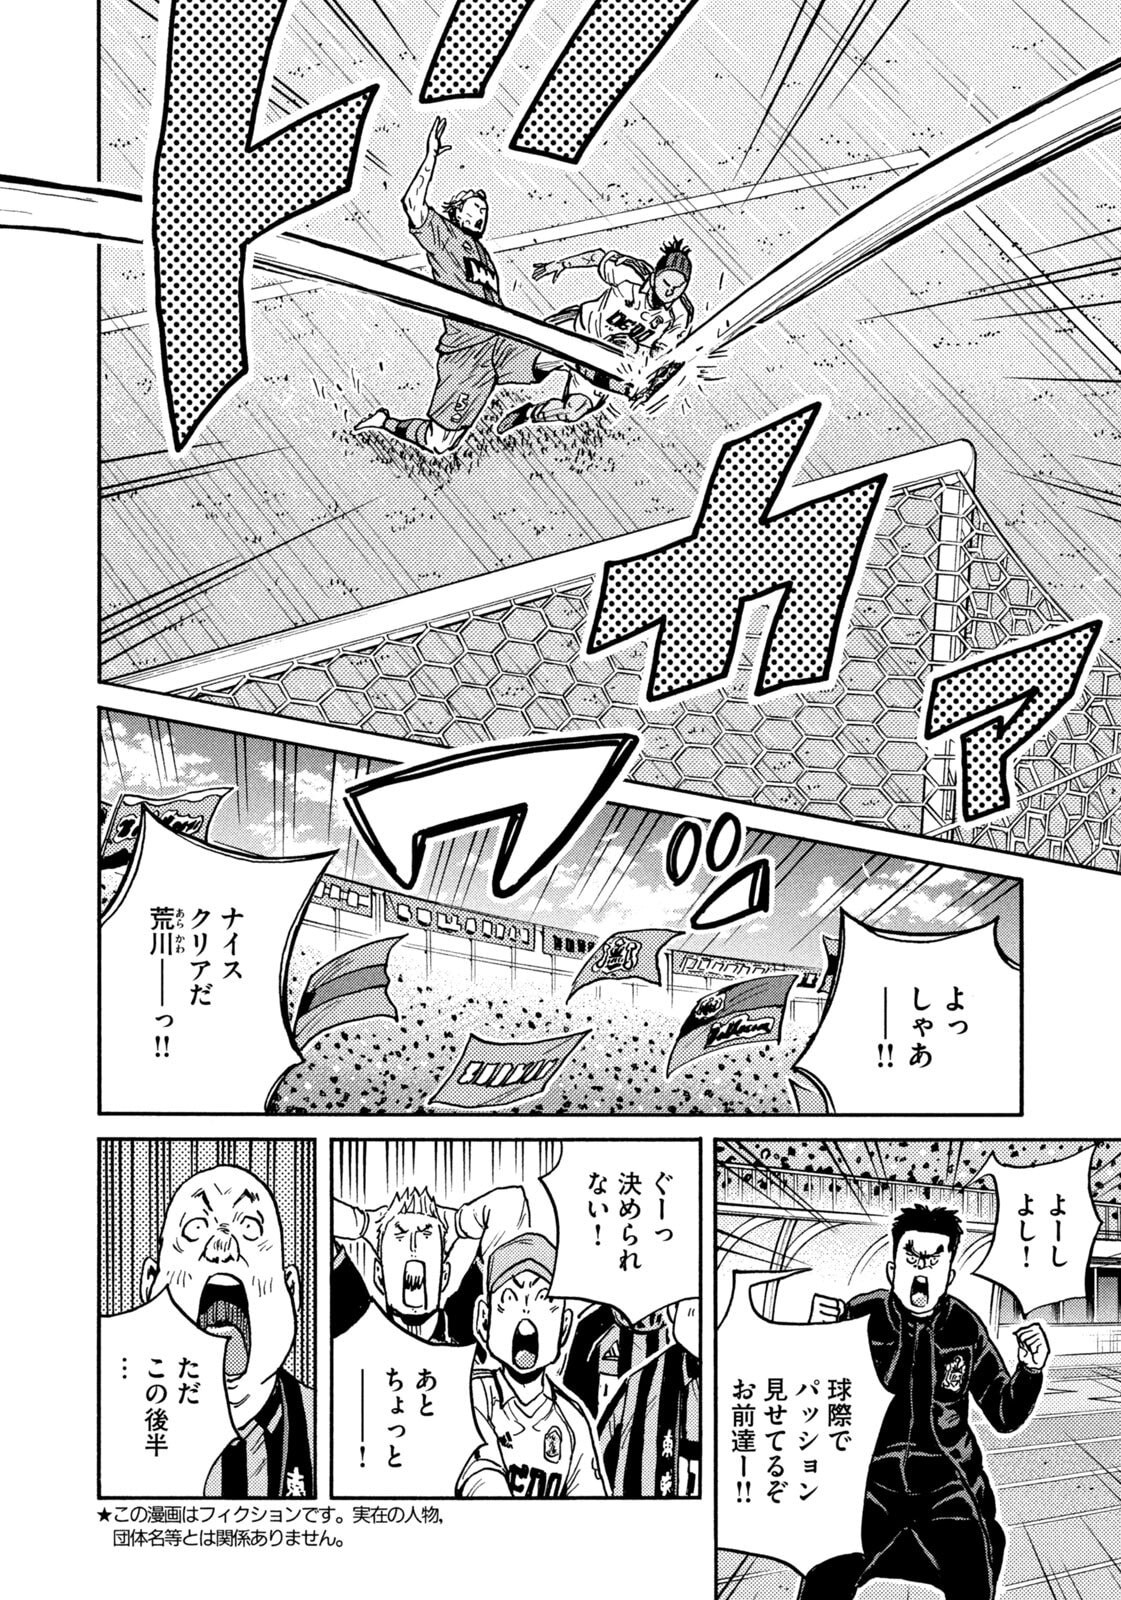 ドガァ
ワァッ
よっ
しゃあ
——!!
ナイス
クリアだ
荒川——っ!!
あらかわ
よーし
よし!
球際で
パッション
見せてるぞ
お前達ー!!
ぐーっ
決められ
ない!
あと
ちょっと
——!
ただ
この後半
…
★この漫画はフィクションです。実在の人物,
団体名等とは関係ありません。